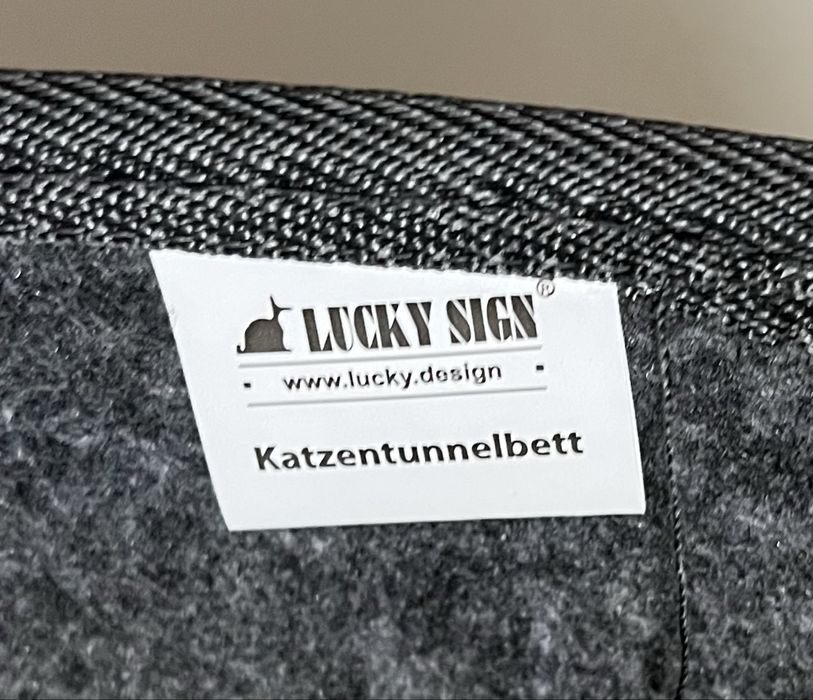 LUCKY SIGN®
www.lucky.design
Katzentunnelbett